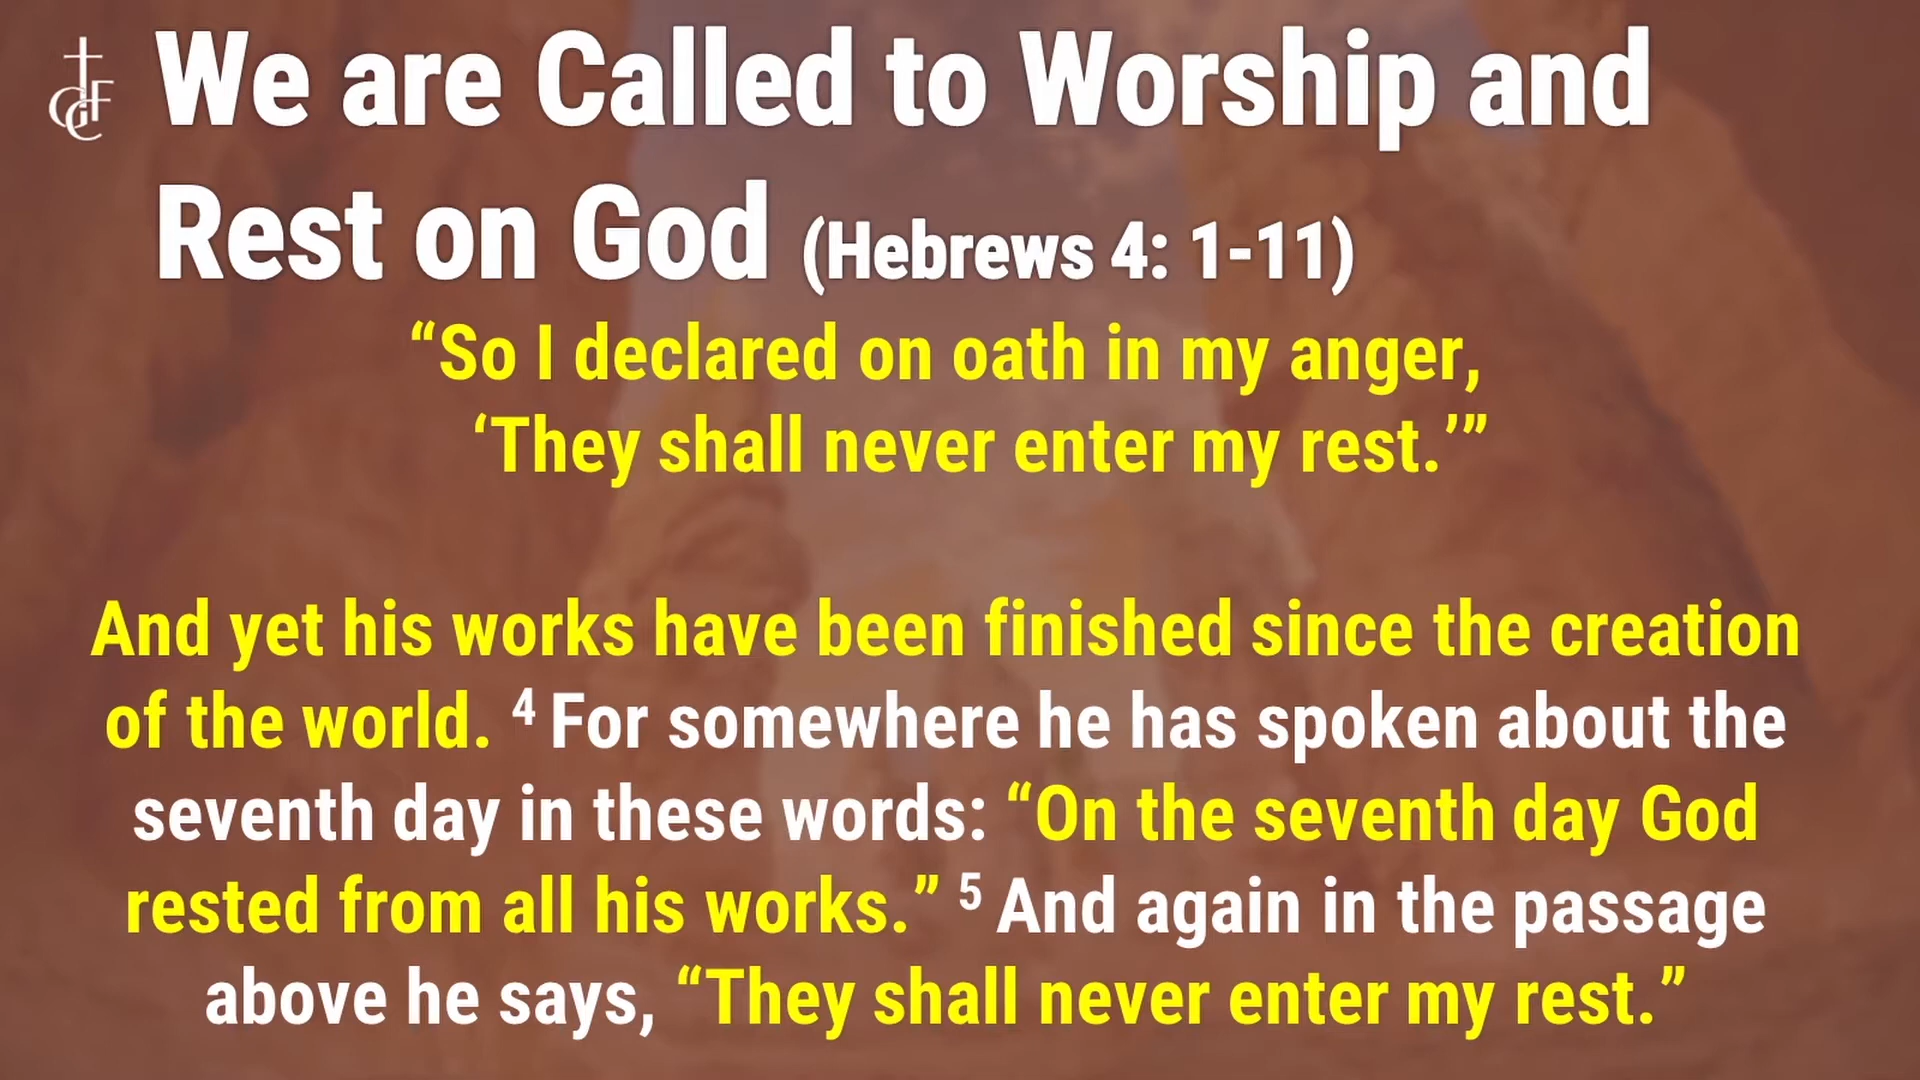 We are Called to Worship and
Rest on God (Hebrews 4: 1-11)
“So I declared on oath in my anger,
‘They shall never enter my rest.’”
And yet his works have been finished since the creation
of the world. 4 For somewhere he has spoken about the
seventh day in these words: “On the seventh day God
rested from all his works.” 5 And again in the passage
above he says, “They shall never enter my rest.”